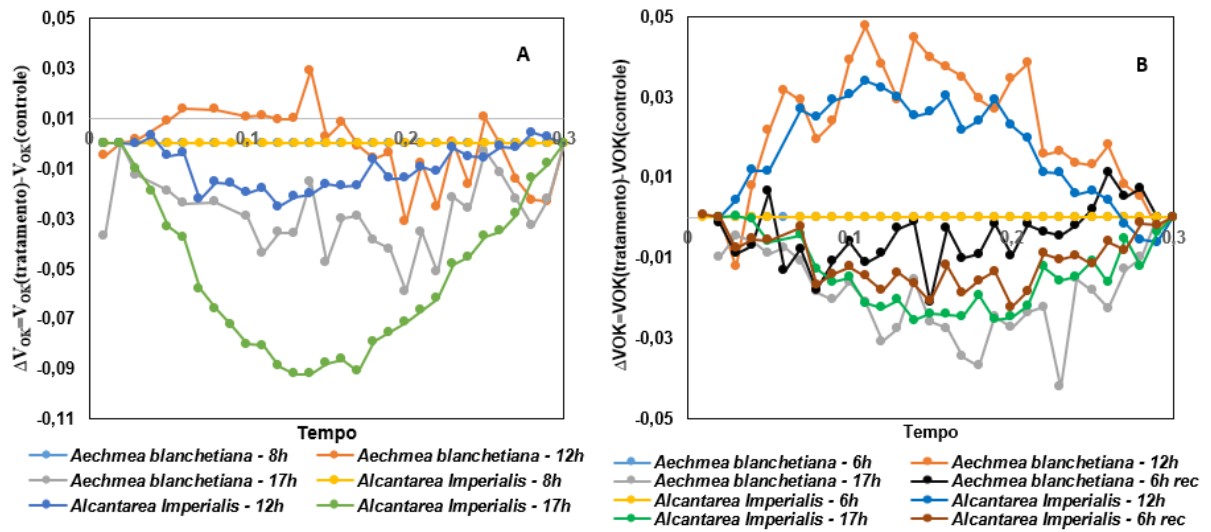 A
ΔV_OK=V_OK(tratamento)-V_OK(controle)
0,05
0,03
0,01
-0,01
-0,03
-0,05
-0,07
-0,09
-0,11
0
0,1
0,2
0,3
Tempo
Aechmea blanchetiana - 8h
Aechmea blanchetiana - 12h
Aechmea blanchetiana - 17h
Alcantarea Imperialis - 8h
Alcantarea Imperialis - 12h
Alcantarea Imperialis - 17h
B
ΔVOK=VOK(tratamento)-VOK(controle)
0,05
0,03
0,01
-0,01
-0,03
-0,05
0
0,1
0,2
0,3
Tempo
Aechmea blanchetiana - 6h
Aechmea blanchetiana - 12h
Aechmea blanchetiana - 17h
Aechmea blanchetiana - 6h rec
Alcantarea Imperialis - 6h
Alcantarea Imperialis - 12h
Alcantarea Imperialis - 17h
Alcantarea Imperialis - 6h rec